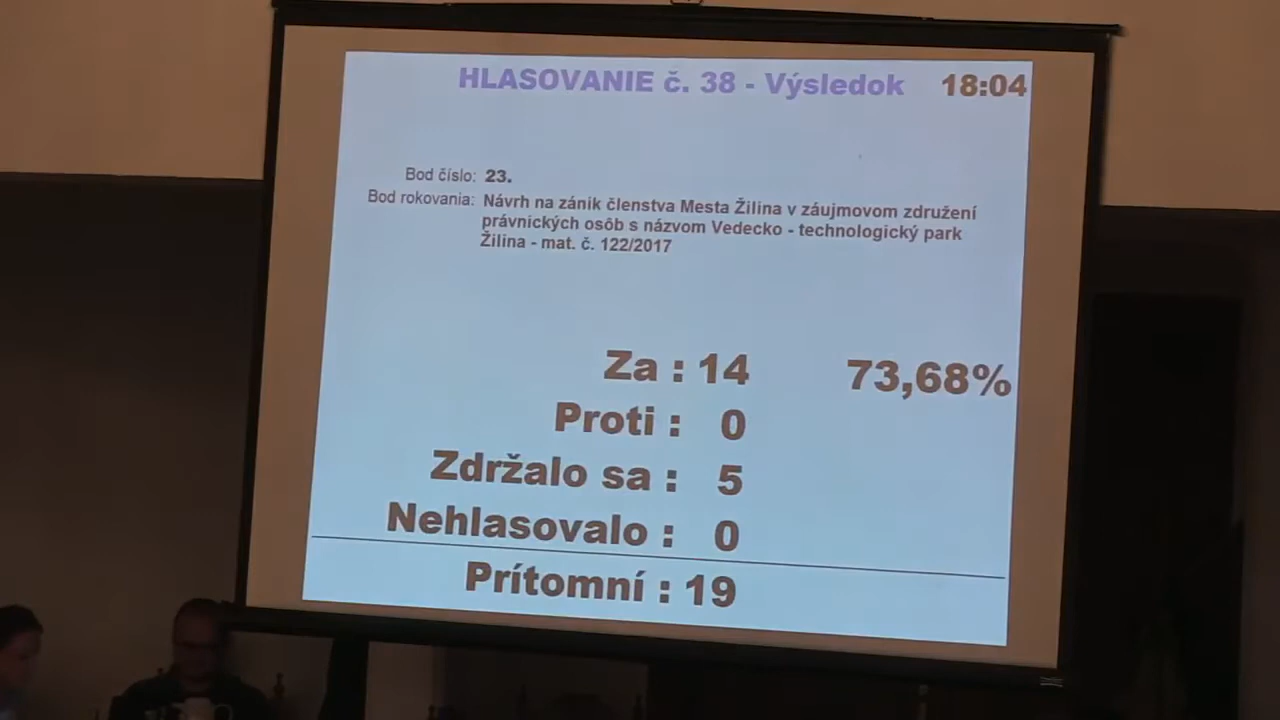 HLASOVANIE č. 38 - Výsledok 18:04
Bod číslo: 23.
Bod rokovania: Návrh na zánik členstva Mesta Žilina v záujmovom združení
právnických osôb s názvom Vedecko - technologický park
Žilina - mat. č. 122/2017
Za : 14 73,68%
Proti : 0
Zdržalo sa : 5
Nehlasovalo : 0
Prítomní : 19